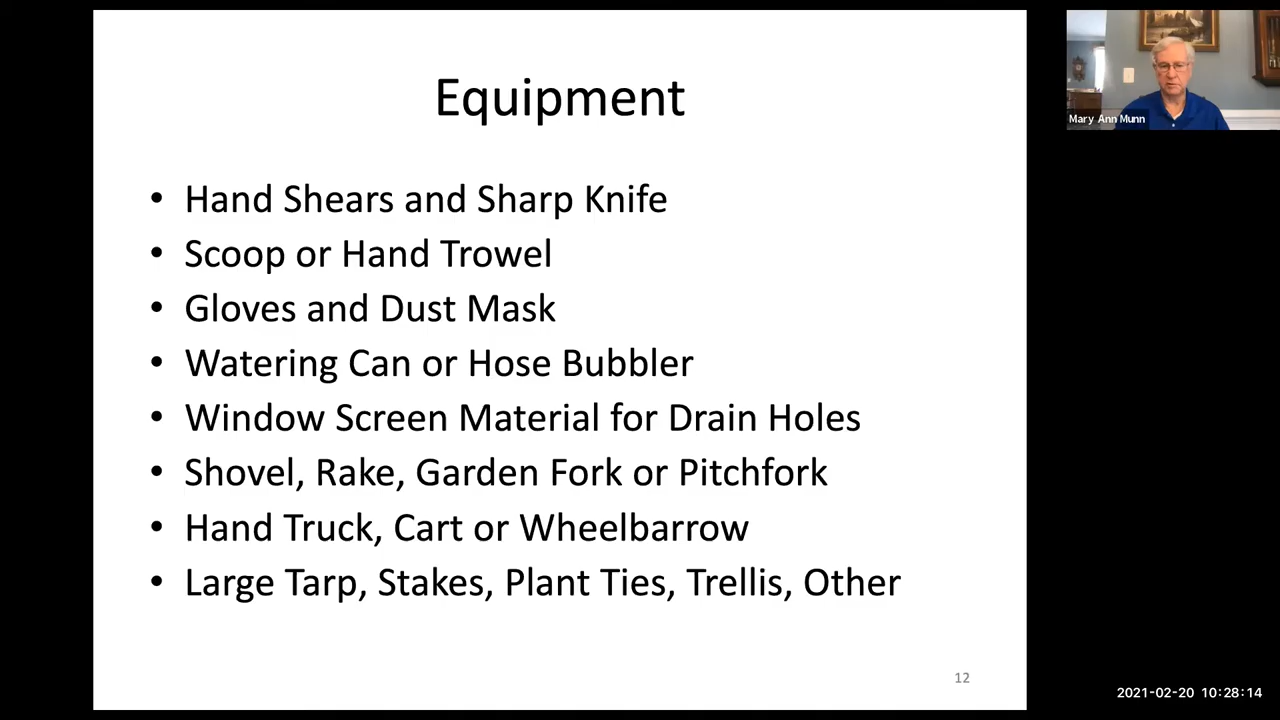 Equipment
• Hand Shears and Sharp Knife
• Scoop or Hand Trowel
• Gloves and Dust Mask
• Watering Can or Hose Bubbler
• Window Screen Material for Drain Holes
• Shovel, Rake, Garden Fork or Pitchfork
• Hand Truck, Cart or Wheelbarrow
• Large Tarp, Stakes, Plant Ties, Trellis, Other
12
Mary Ann Munn
2021-02-20 10:28:14